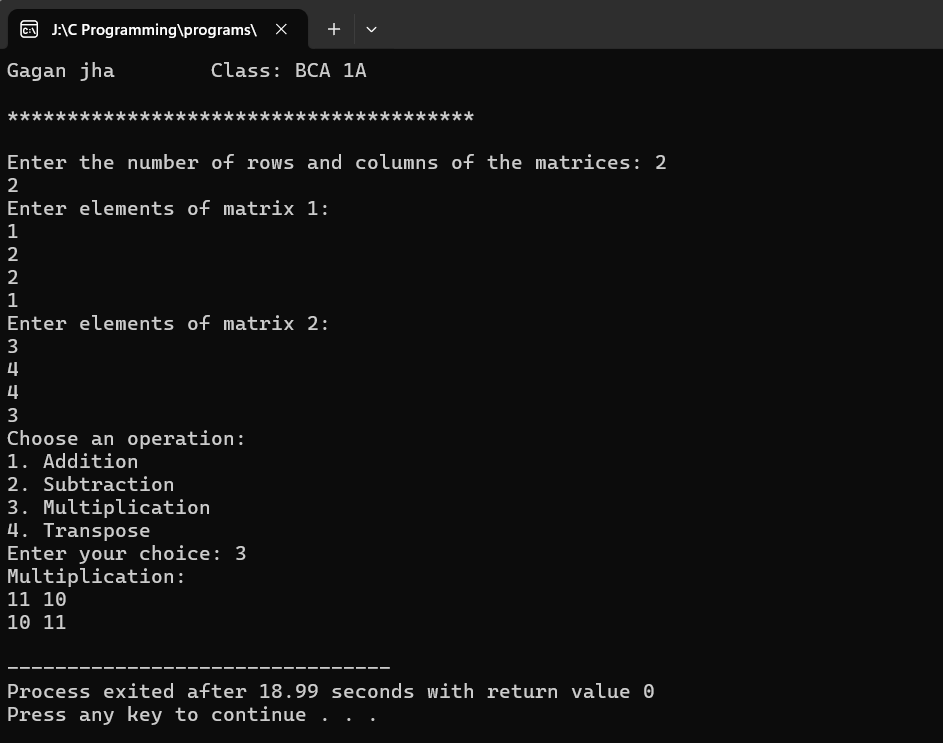 J:\C Programming\programs\
Gagan jha        Class: BCA 1A
***************************************
Enter the number of rows and columns of the matrices: 2
2
Enter elements of matrix 1:
1
2
2
1
Enter elements of matrix 2:
3
4
4
3
Choose an operation:
1. Addition
2. Subtraction
3. Multiplication
4. Transpose
Enter your choice: 3
Multiplication:
11 10
10 11
--------------------------------
Process exited after 18.99 seconds with return value 0
Press any key to continue . . .